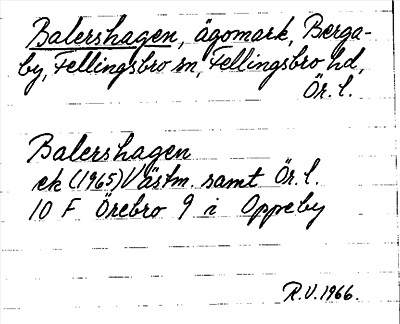 Balershagen, ägomark, Berga-
by, Fellingsbro sn, Fellingsbro hd,
Ör. l.
Balershagen
ek (1965) Västm. samt Ör. l.
10 F Örebro 9 i Oppeby
R.V. 1966.